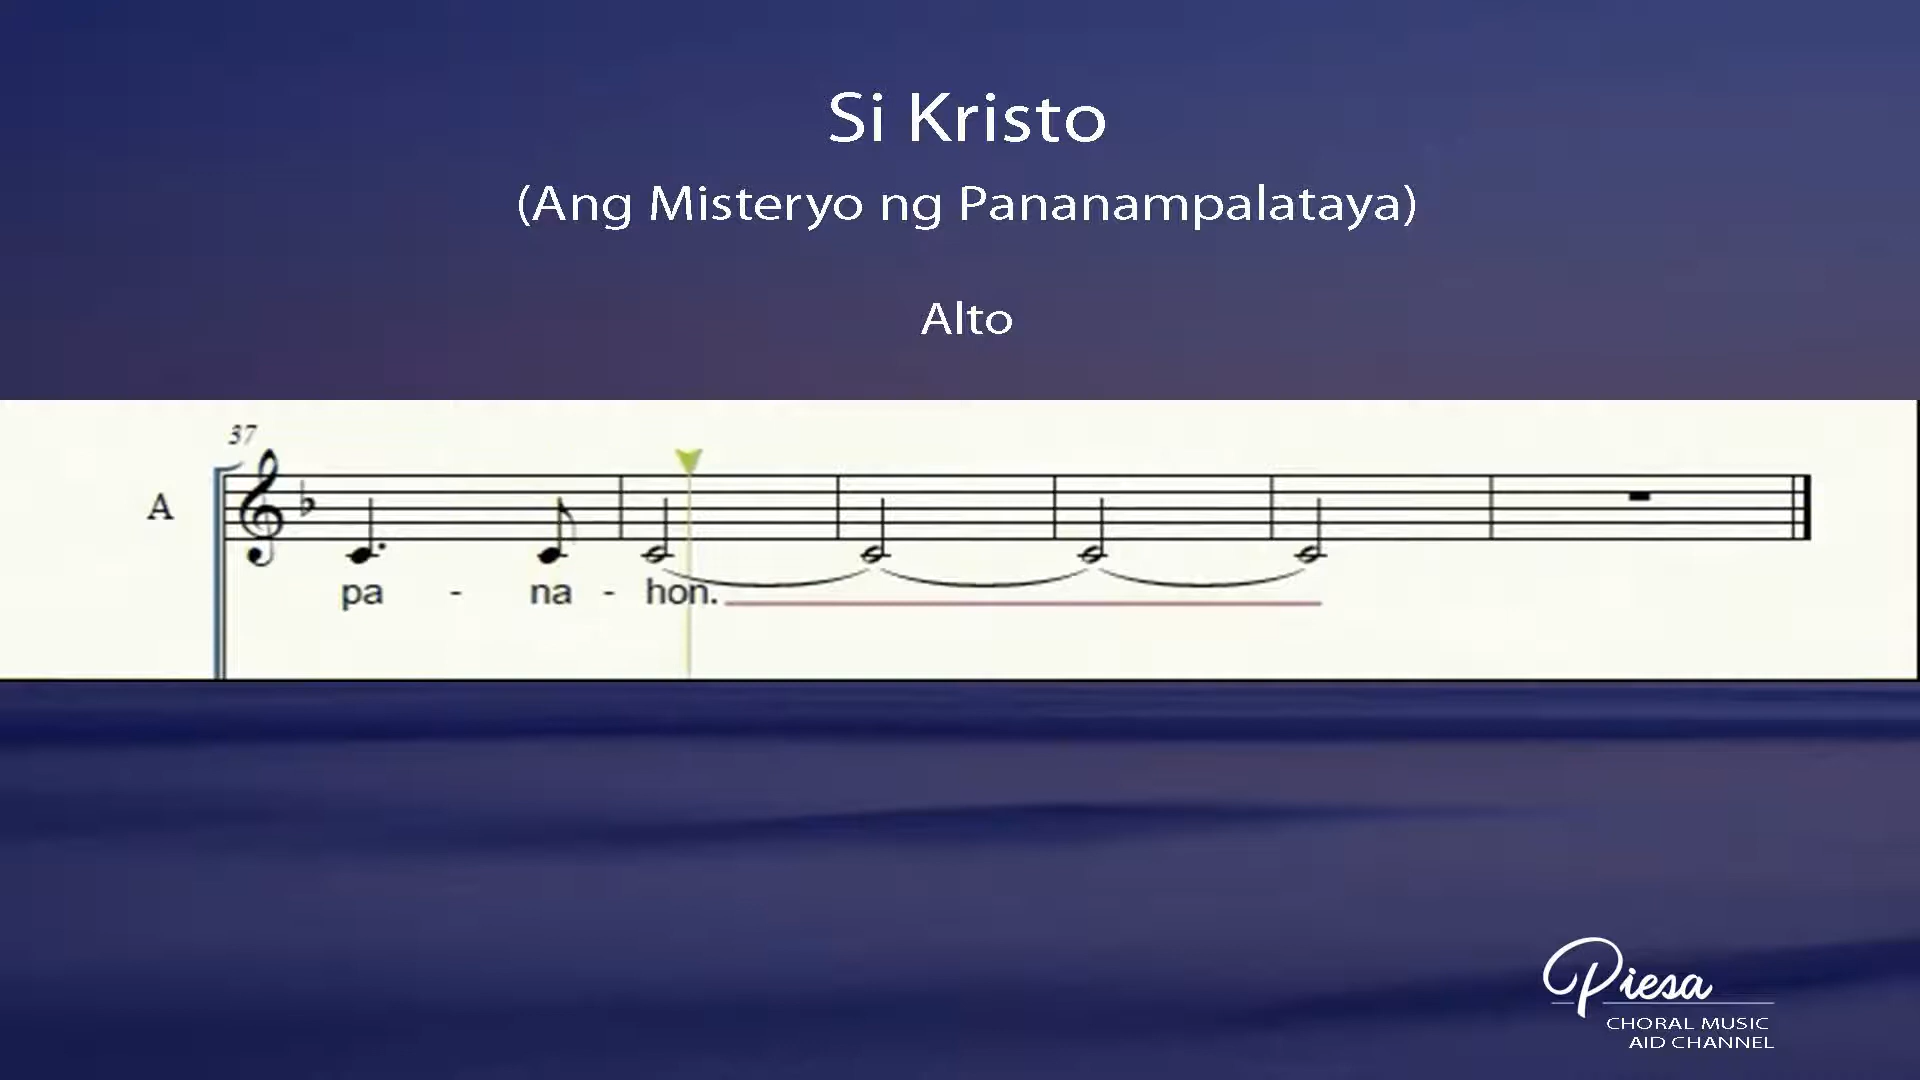 Si Kristo
(Ang Misteryo ng Pananampalataya)
Alto
37
A
pa - na - hon.
Piesa
CHORAL MUSIC
AID CHANNEL